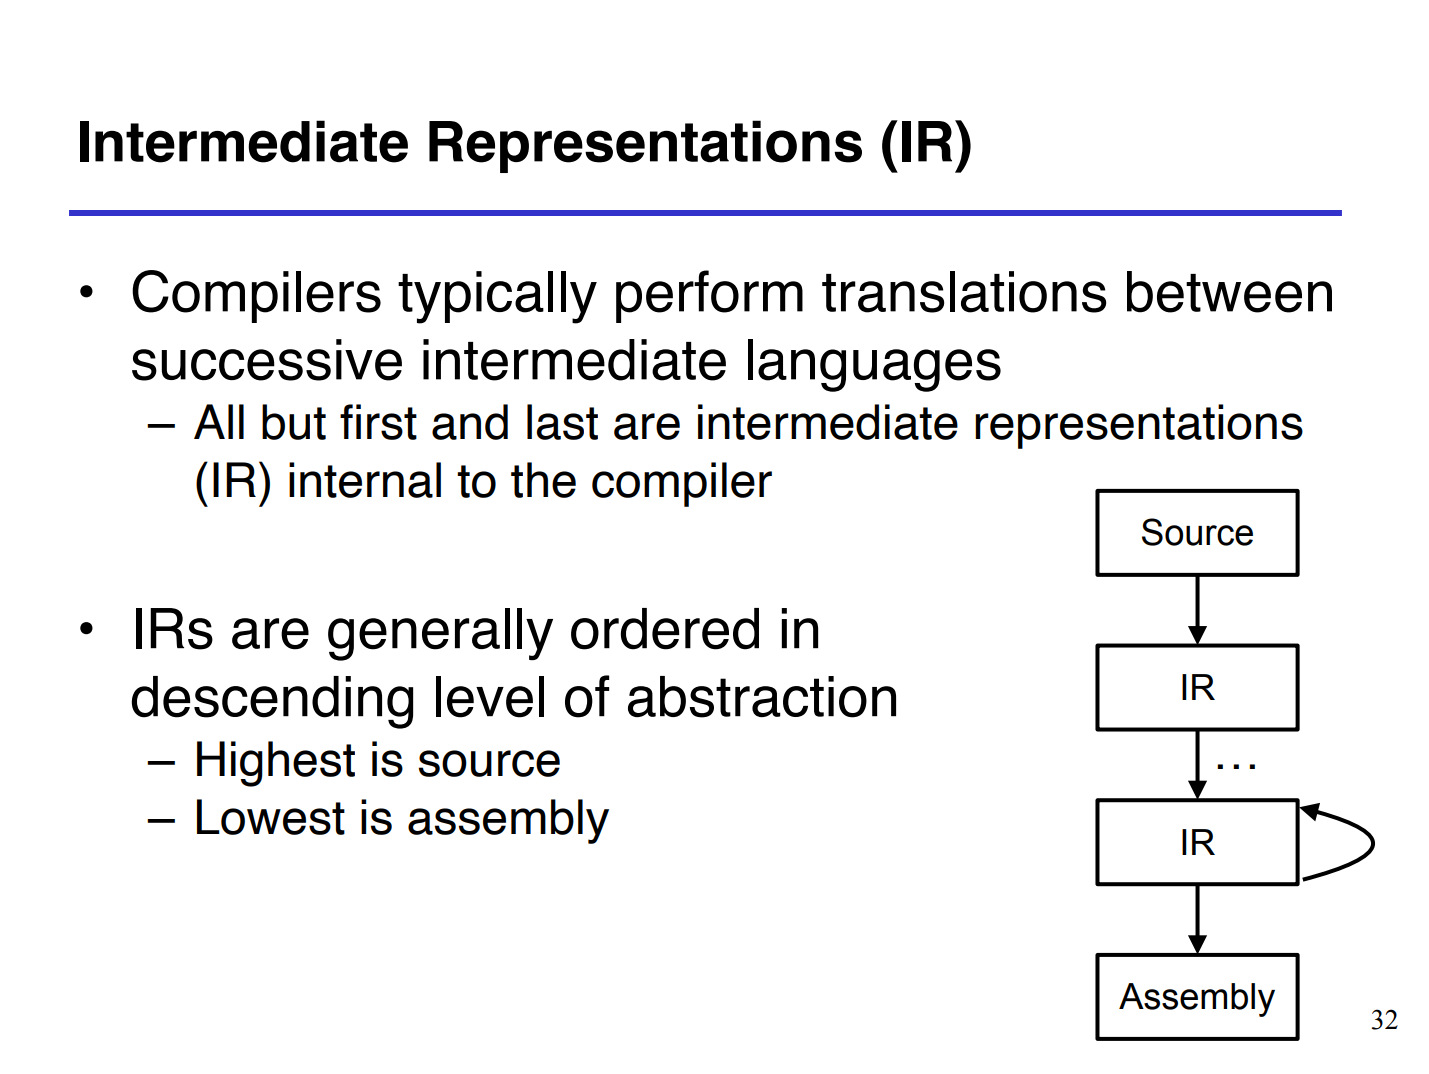 Intermediate Representations (IR)
• Compilers typically perform translations between
successive intermediate languages
– All but first and last are intermediate representations
(IR) internal to the compiler
• IRs are generally ordered in
descending level of abstraction
– Highest is source
– Lowest is assembly
Source
IR
...
IR
Assembly
32